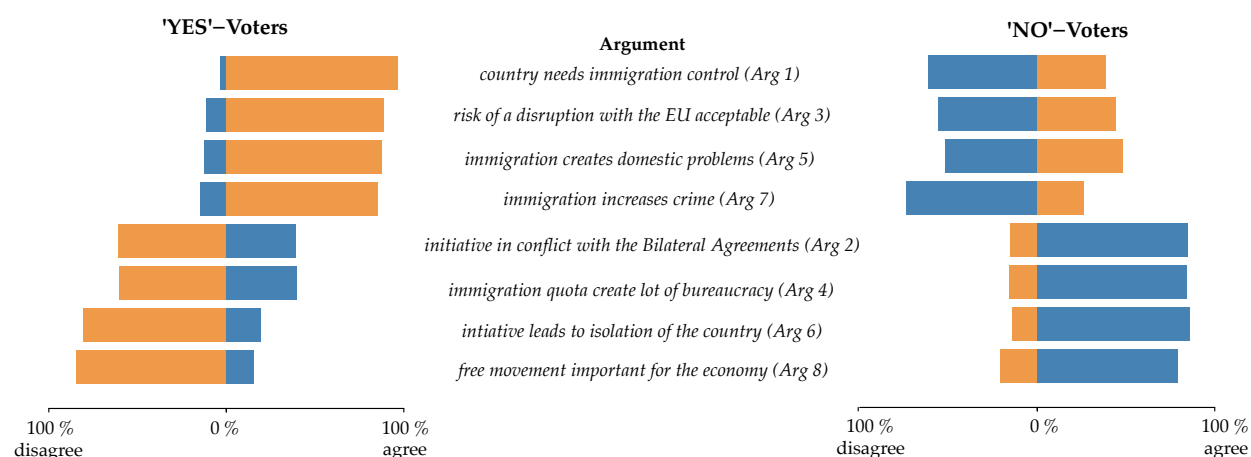 'YES'−Voters
Argument
'NO'−Voters
country needs immigration control (Arg 1)
risk of a disruption with the EU acceptable (Arg 3)
immigration creates domestic problems (Arg 5)
immigration increases crime (Arg 7)
initiative in conflict with the Bilateral Agreements (Arg 2)
immigration quota create lot of bureaucracy (Arg 4)
intiative leads to isolation of the country (Arg 6)
free movement important for the economy (Arg 8)
100 % 0 % 100 %
disagree agree
100 % 0 % 100 %
disagree agree